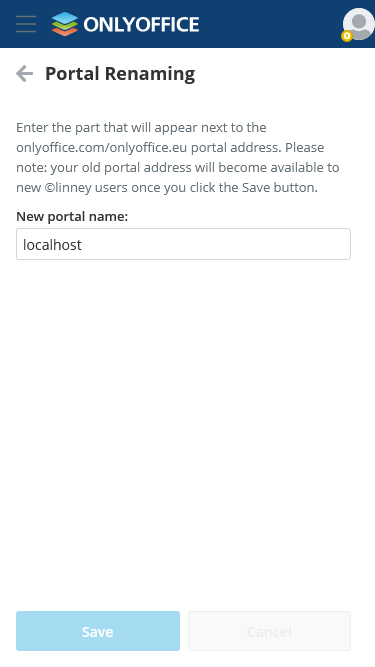 ONLYOFFICE
Portal Renaming
Enter the part that will appear next to the
onlyoffice.com/onlyoffice.eu portal address. Please
note: your old portal address will become available to
new ©linney users once you click the Save button.
New portal name:
localhost
Save
Cancel